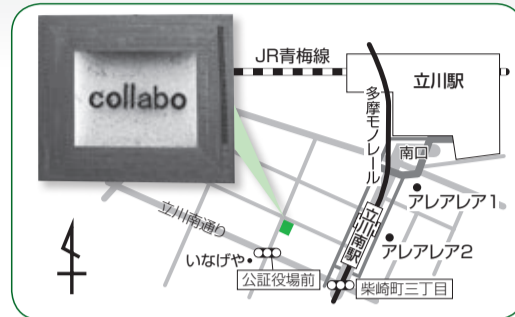 collabo
JR青梅線
立川駅
多摩モノレール
南口
アレアレア1
立川南通り
立川南駅
アレアレア2
いなげや
公証役場前
柴崎町三丁目